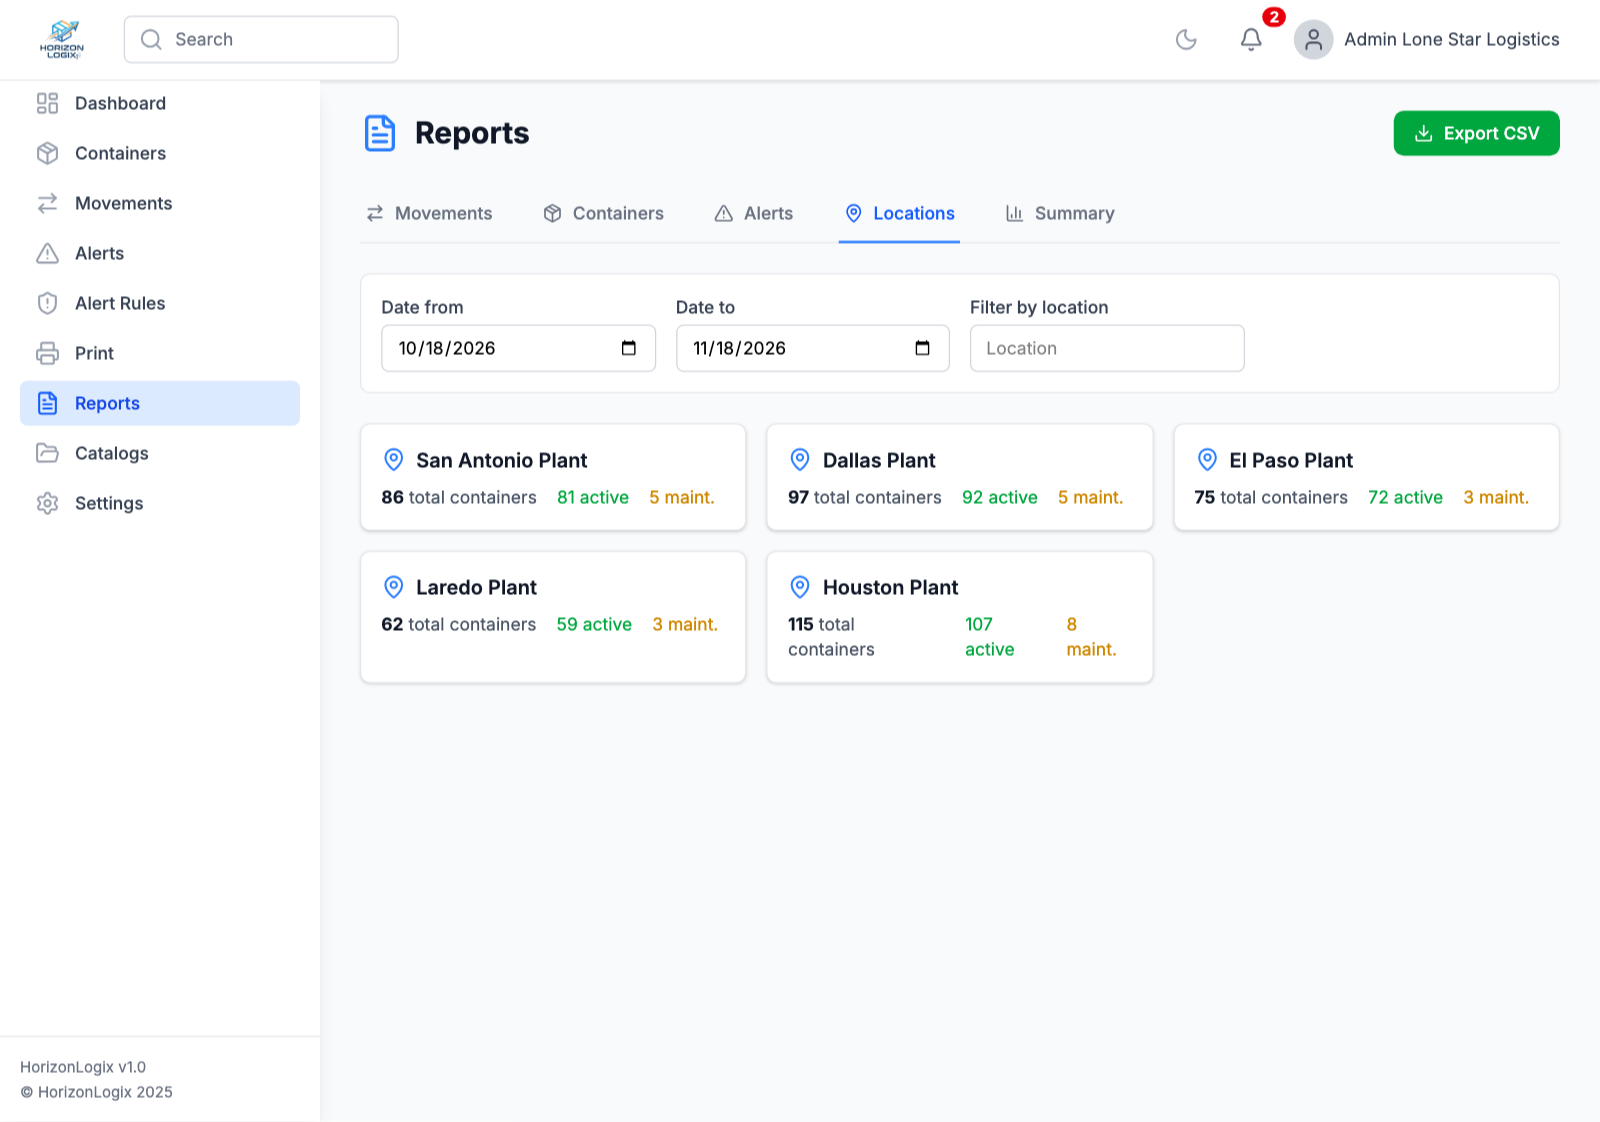 HORIZON
LOGIX
Search
2
Admin Lone Star Logistics
Dashboard
Containers
Movements
Alerts
Alert Rules
Print
Reports
Catalogs
Settings
HorizonLogix v1.0
© HorizonLogix 2025
Reports
Export CSV
Movements
Containers
Alerts
Locations
Summary
Date from
10/18/2026
Date to
11/18/2026
Filter by location
Location
San Antonio Plant
86 total containers 81 active 5 maint.
Dallas Plant
97 total containers 92 active 5 maint.
El Paso Plant
75 total containers 72 active 3 maint.
Laredo Plant
62 total containers 59 active 3 maint.
Houston Plant
115 total containers
107 active
8 maint.